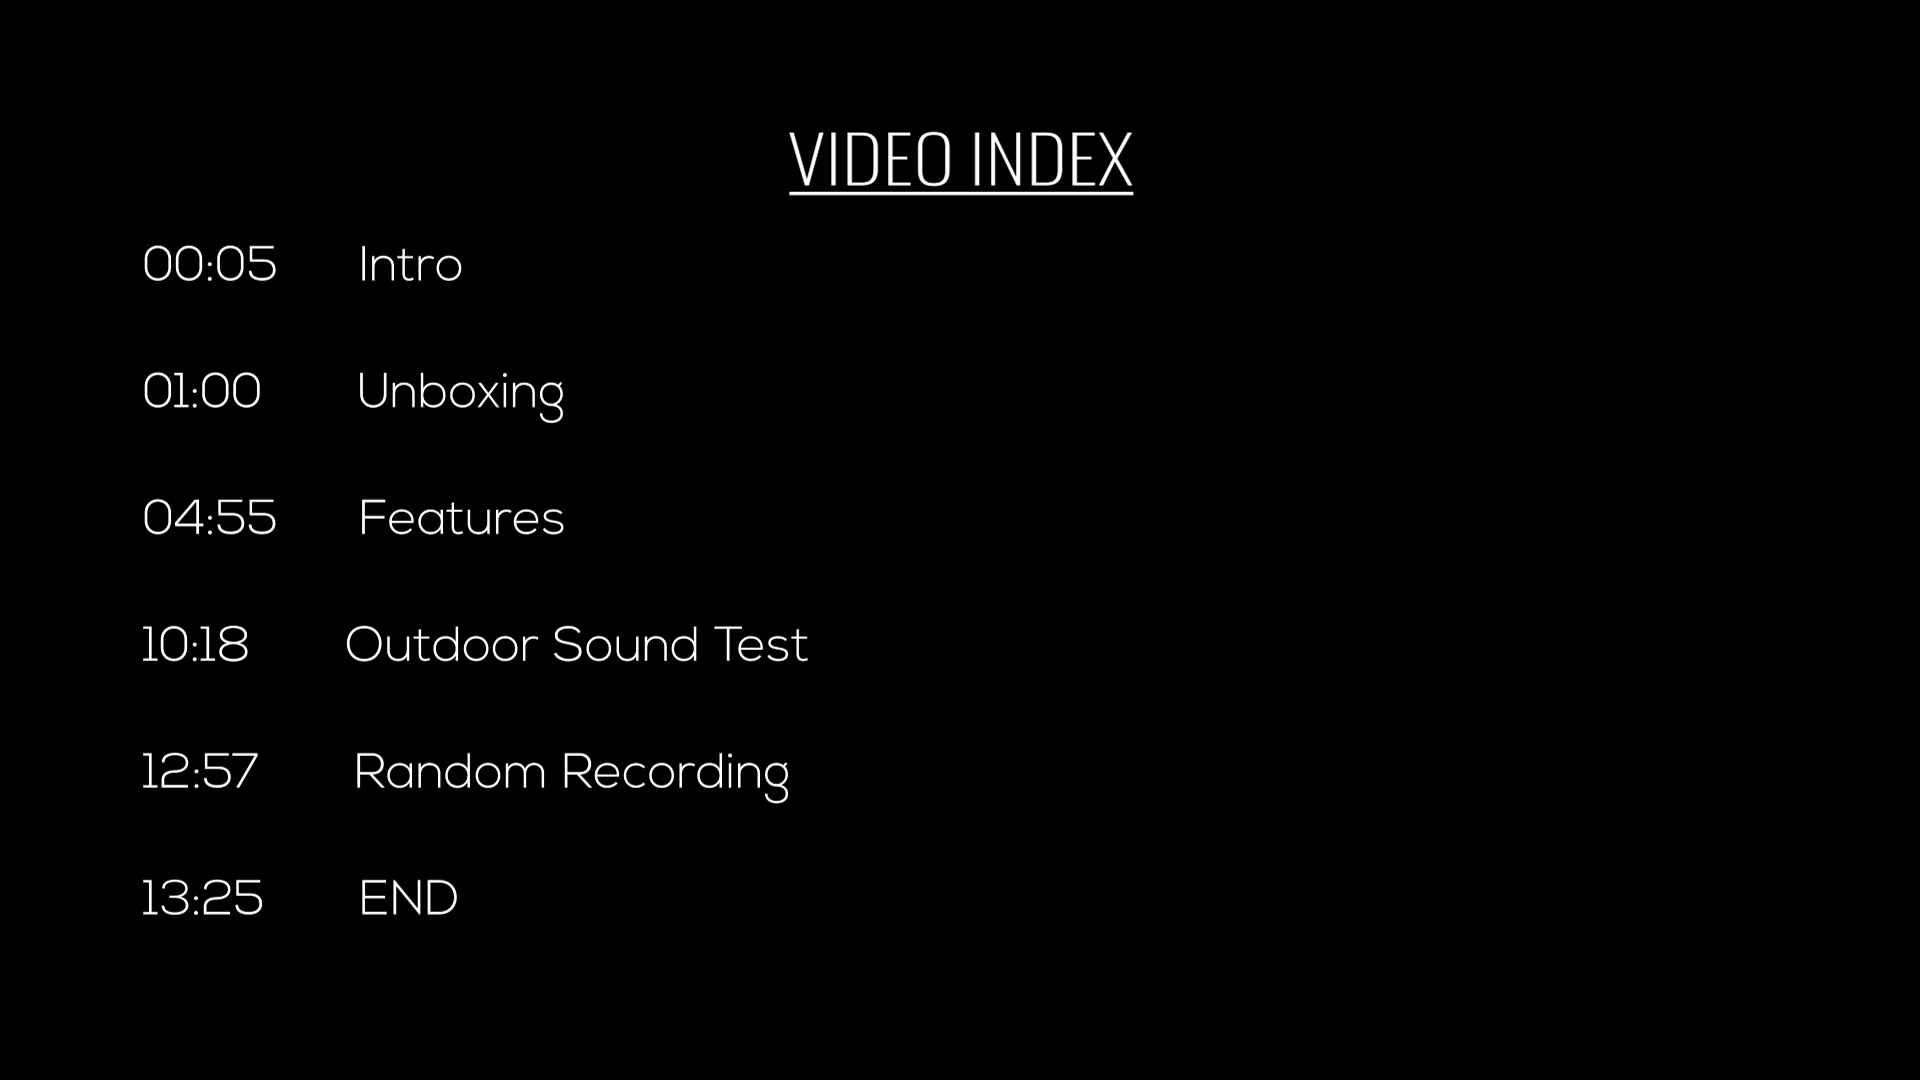 VIDEO INDEX
00:05 Intro
01:00 Unboxing
04:55 Features
10:18 Outdoor Sound Test
12:57 Random Recording
13:25 END